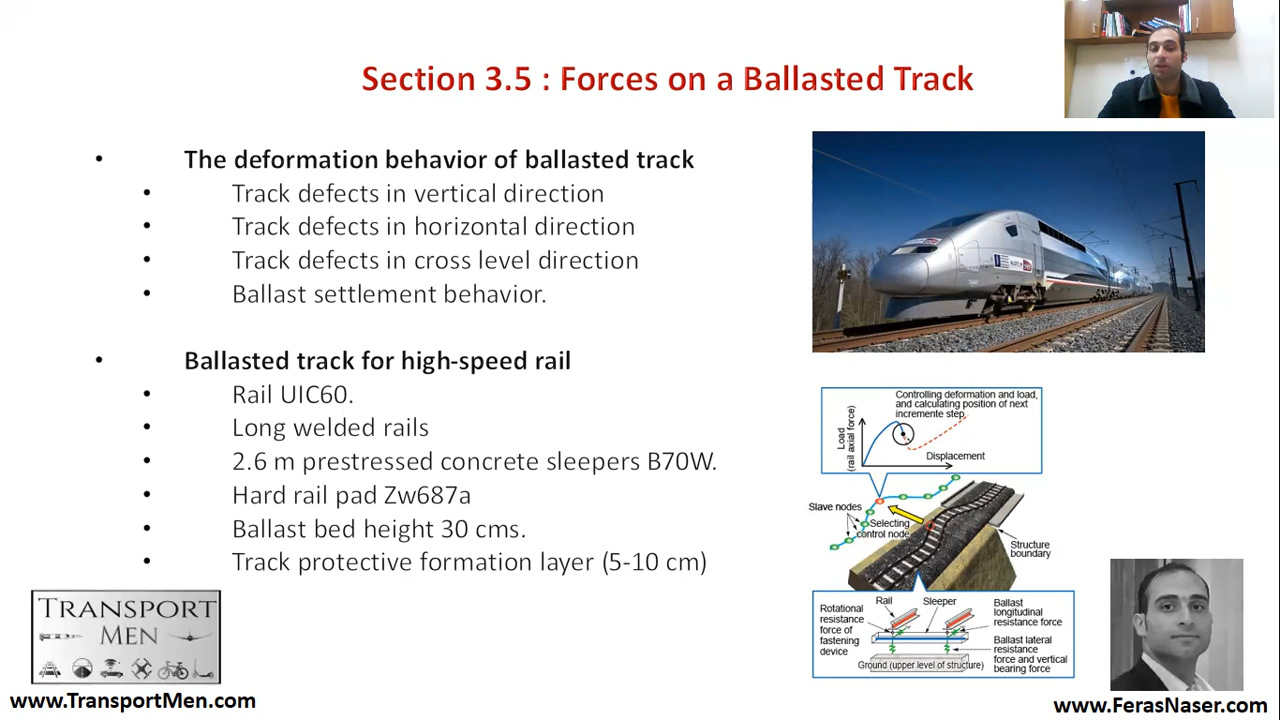 Section 3.5 : Forces on a Ballasted Track
• The deformation behavior of ballasted track
• Track defects in vertical direction
• Track defects in horizontal direction
• Track defects in cross level direction
• Ballast settlement behavior.
• Ballasted track for high-speed rail
• Rail UIC60.
• Long welded rails
• 2.6 m prestressed concrete sleepers B70W.
• Hard rail pad Zw687a
• Ballast bed height 30 cms.
• Track protective formation layer (5-10 cm)
Controlling deformation and load,
and calculating position of next
incremente step
Load
(rail axial force)
Displacement
Slave nodes
Selecting
control node
Structure
boundary
Rotational
resistance
force of
fastening
device
Rail
Sleeper
Ballast
longitudinal
resistance force
Ballast lateral
resistance
force and vertical
bearing force
Ground (upper level of structure)
TRANSPORT
MEN
www.TransportMen.com
www.FerasNaser.com